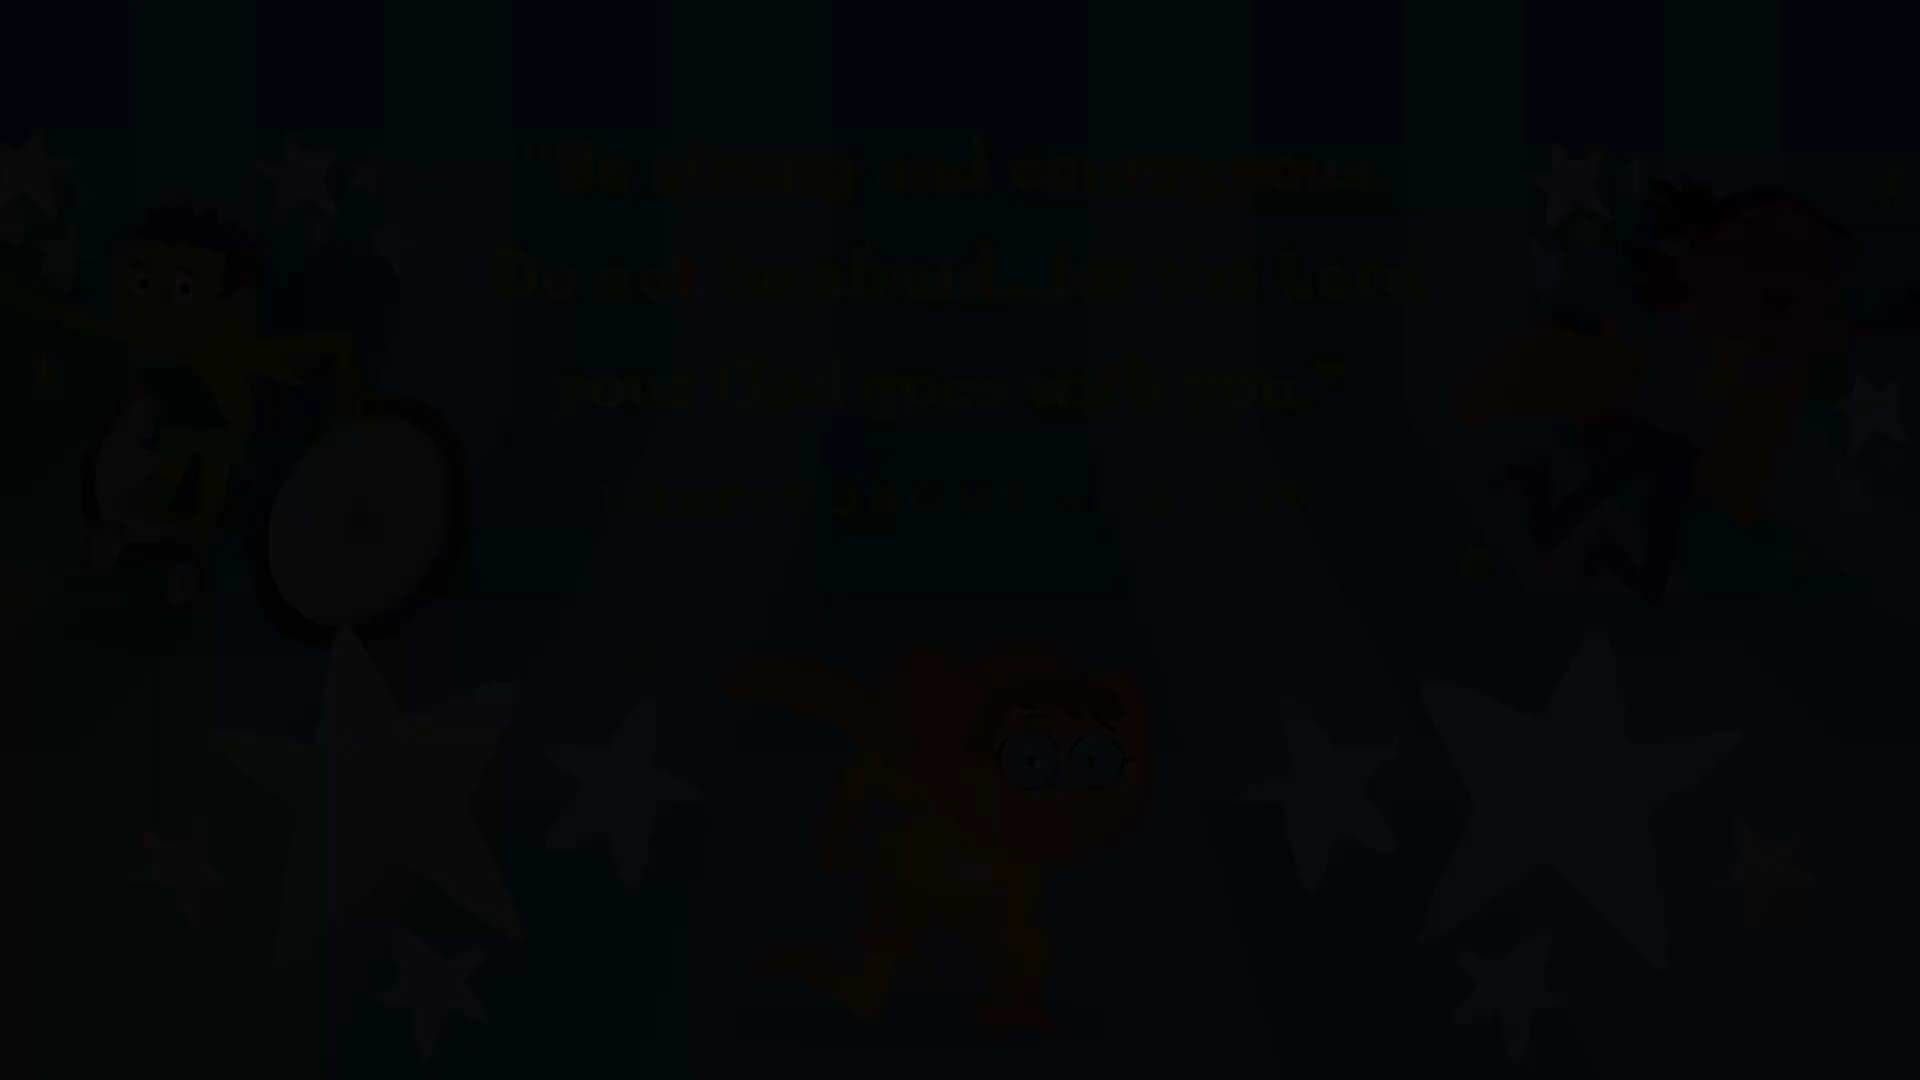 "Be strong and courageous.
Do not be afraid...for the Lord
your God goes with you."